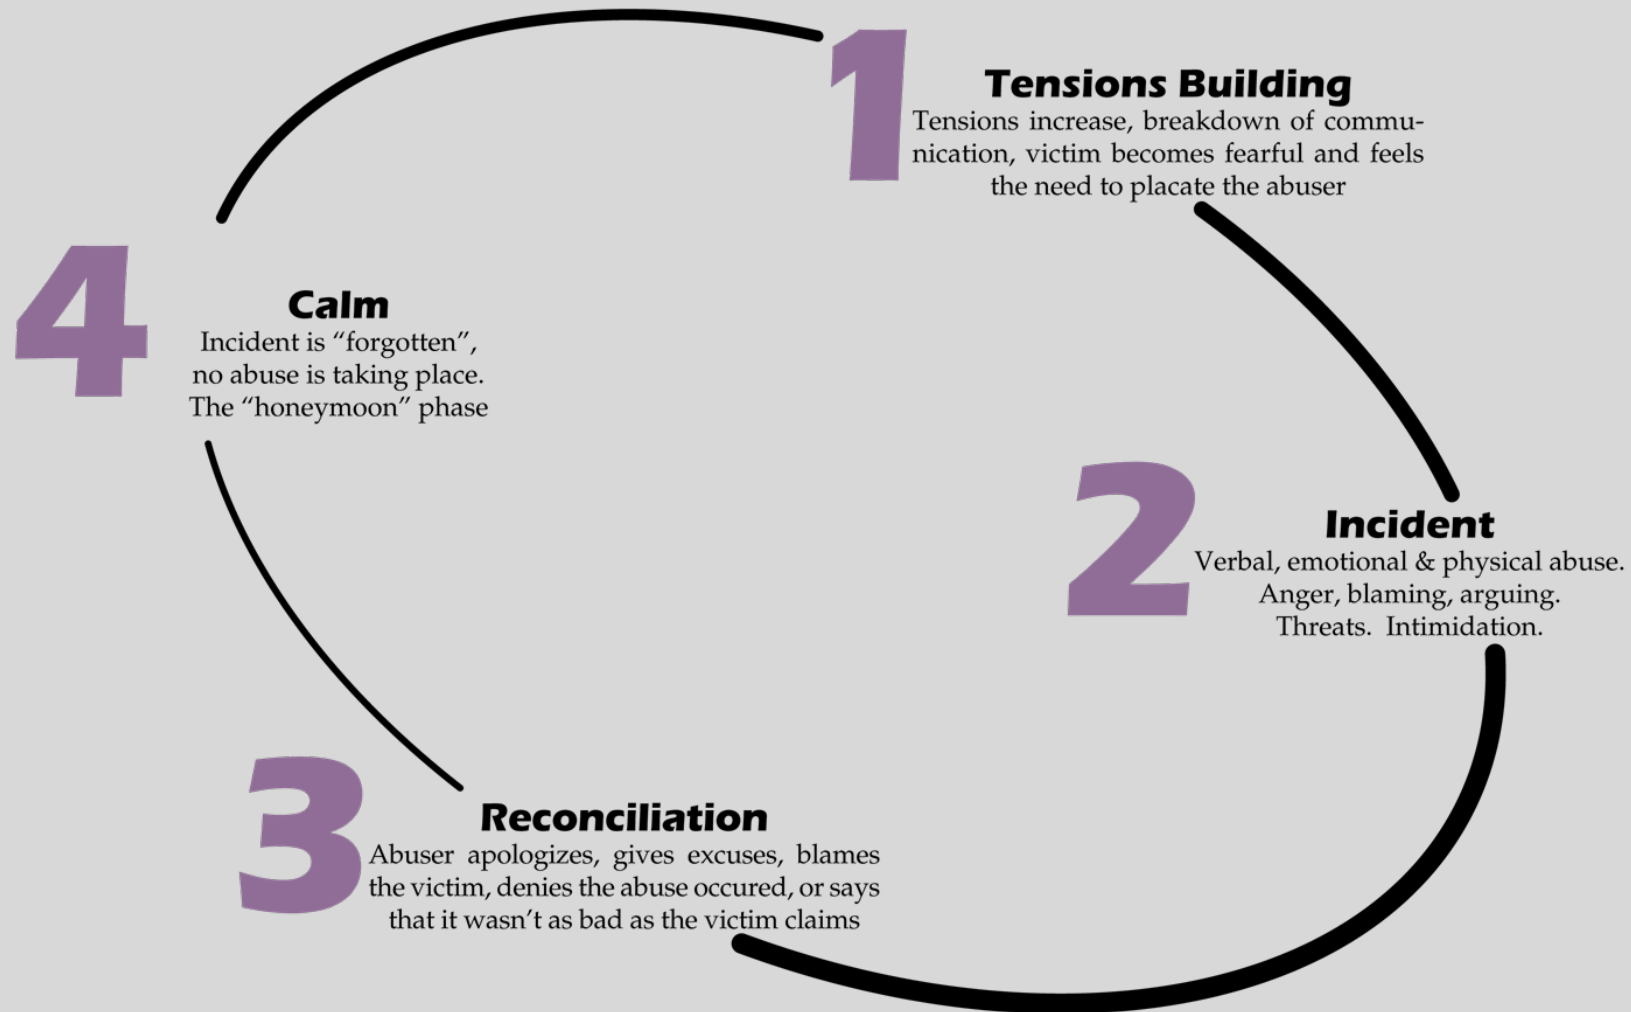 1
Tensions Building
Tensions increase, breakdown of commu-
nication, victim becomes fearful and feels
the need to placate the abuser
2
Incident
Verbal, emotional & physical abuse.
Anger, blaming, arguing.
Threats. Intimidation.
3
Reconciliation
Abuser apologizes, gives excuses, blames
the victim, denies the abuse occured, or says
that it wasn't as bad as the victim claims
4
Calm
Incident is “forgotten”,
no abuse is taking place.
The “honeymoon” phase